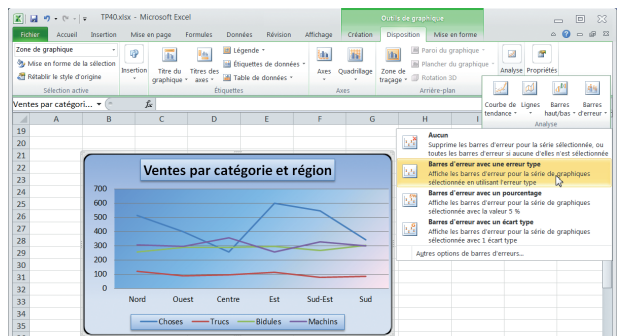 TP40.xlsx - Microsoft Excel
Outils de graphique
Fichier Accueil Insertion Mise en page Formules Données Révision Affichage Création Disposition Mise en forme
Zone de graphique
Mise en forme de la sélection
Rétablir le style d'origine
Sélection active
Insertion
Titre du graphique
Titres des axes
Légende
Étiquettes de données
Table de données
Étiquettes
Axes
Quadrillage
Axes
Zone de traçage
Paroi du graphique
Plancher du graphique
Rotation 3D
Arrière-plan
Analyse
Propriétés
Courbe de tendance
Lignes
Barres haut/bas
Barres d'erreur
Analyse
Ventes par catégori...
fx
A B C D E F G H I
19
20
21
22
23
24
25
26
27
28
29
30
31
32
33
34
35
36
Aucun
Supprime les barres d'erreur pour la série sélectionnée, ou
toutes les barres d'erreur si aucune d'elles n'est sélectionnée
Barres d'erreur avec une erreur type
Affiche les barres d'erreur pour la série de graphiques
sélectionnée en utilisant l'erreur type
Barres d'erreur avec un pourcentage
Affiche les barres d'erreur pour la série de graphiques
sélectionnée avec la valeur 5 %
Barres d'erreur avec un écart type
Affiche les barres d'erreur pour la série de graphiques
sélectionnée avec 1 écart type
Autres options de barres d'erreurs...
Ventes par catégorie et région
700
600
500
400
300
200
100
0
Nord Ouest Centre Est Sud-Est Sud
Choses Trucs Bidules Machins